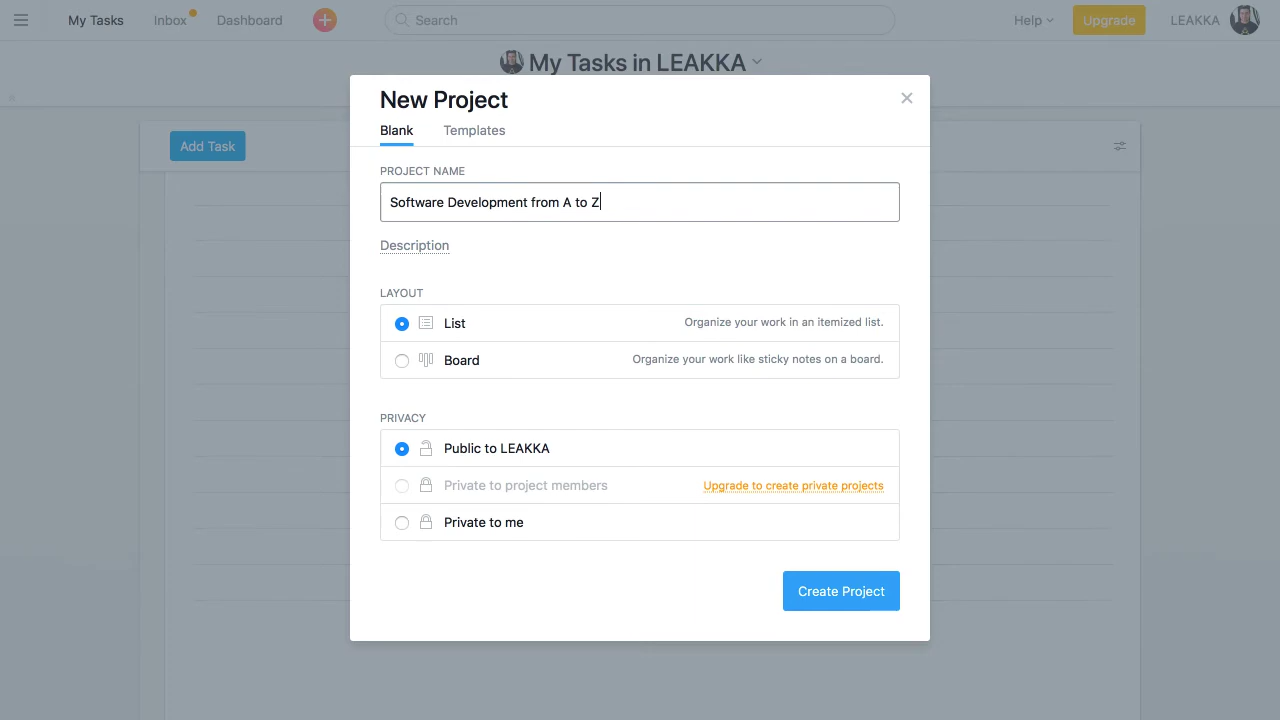 My Tasks Inbox Dashboard Search Help Upgrade LEAKKA
My Tasks in LEAKKA
New Project
Blank Templates
Add Task
PROJECT NAME
Software Development from A to Z
Description
LAYOUT
List Organize your work in an itemized list.
Board Organize your work like sticky notes on a board.
PRIVACY
Public to LEAKKA
Private to project members Upgrade to create private projects
Private to me
Create Project